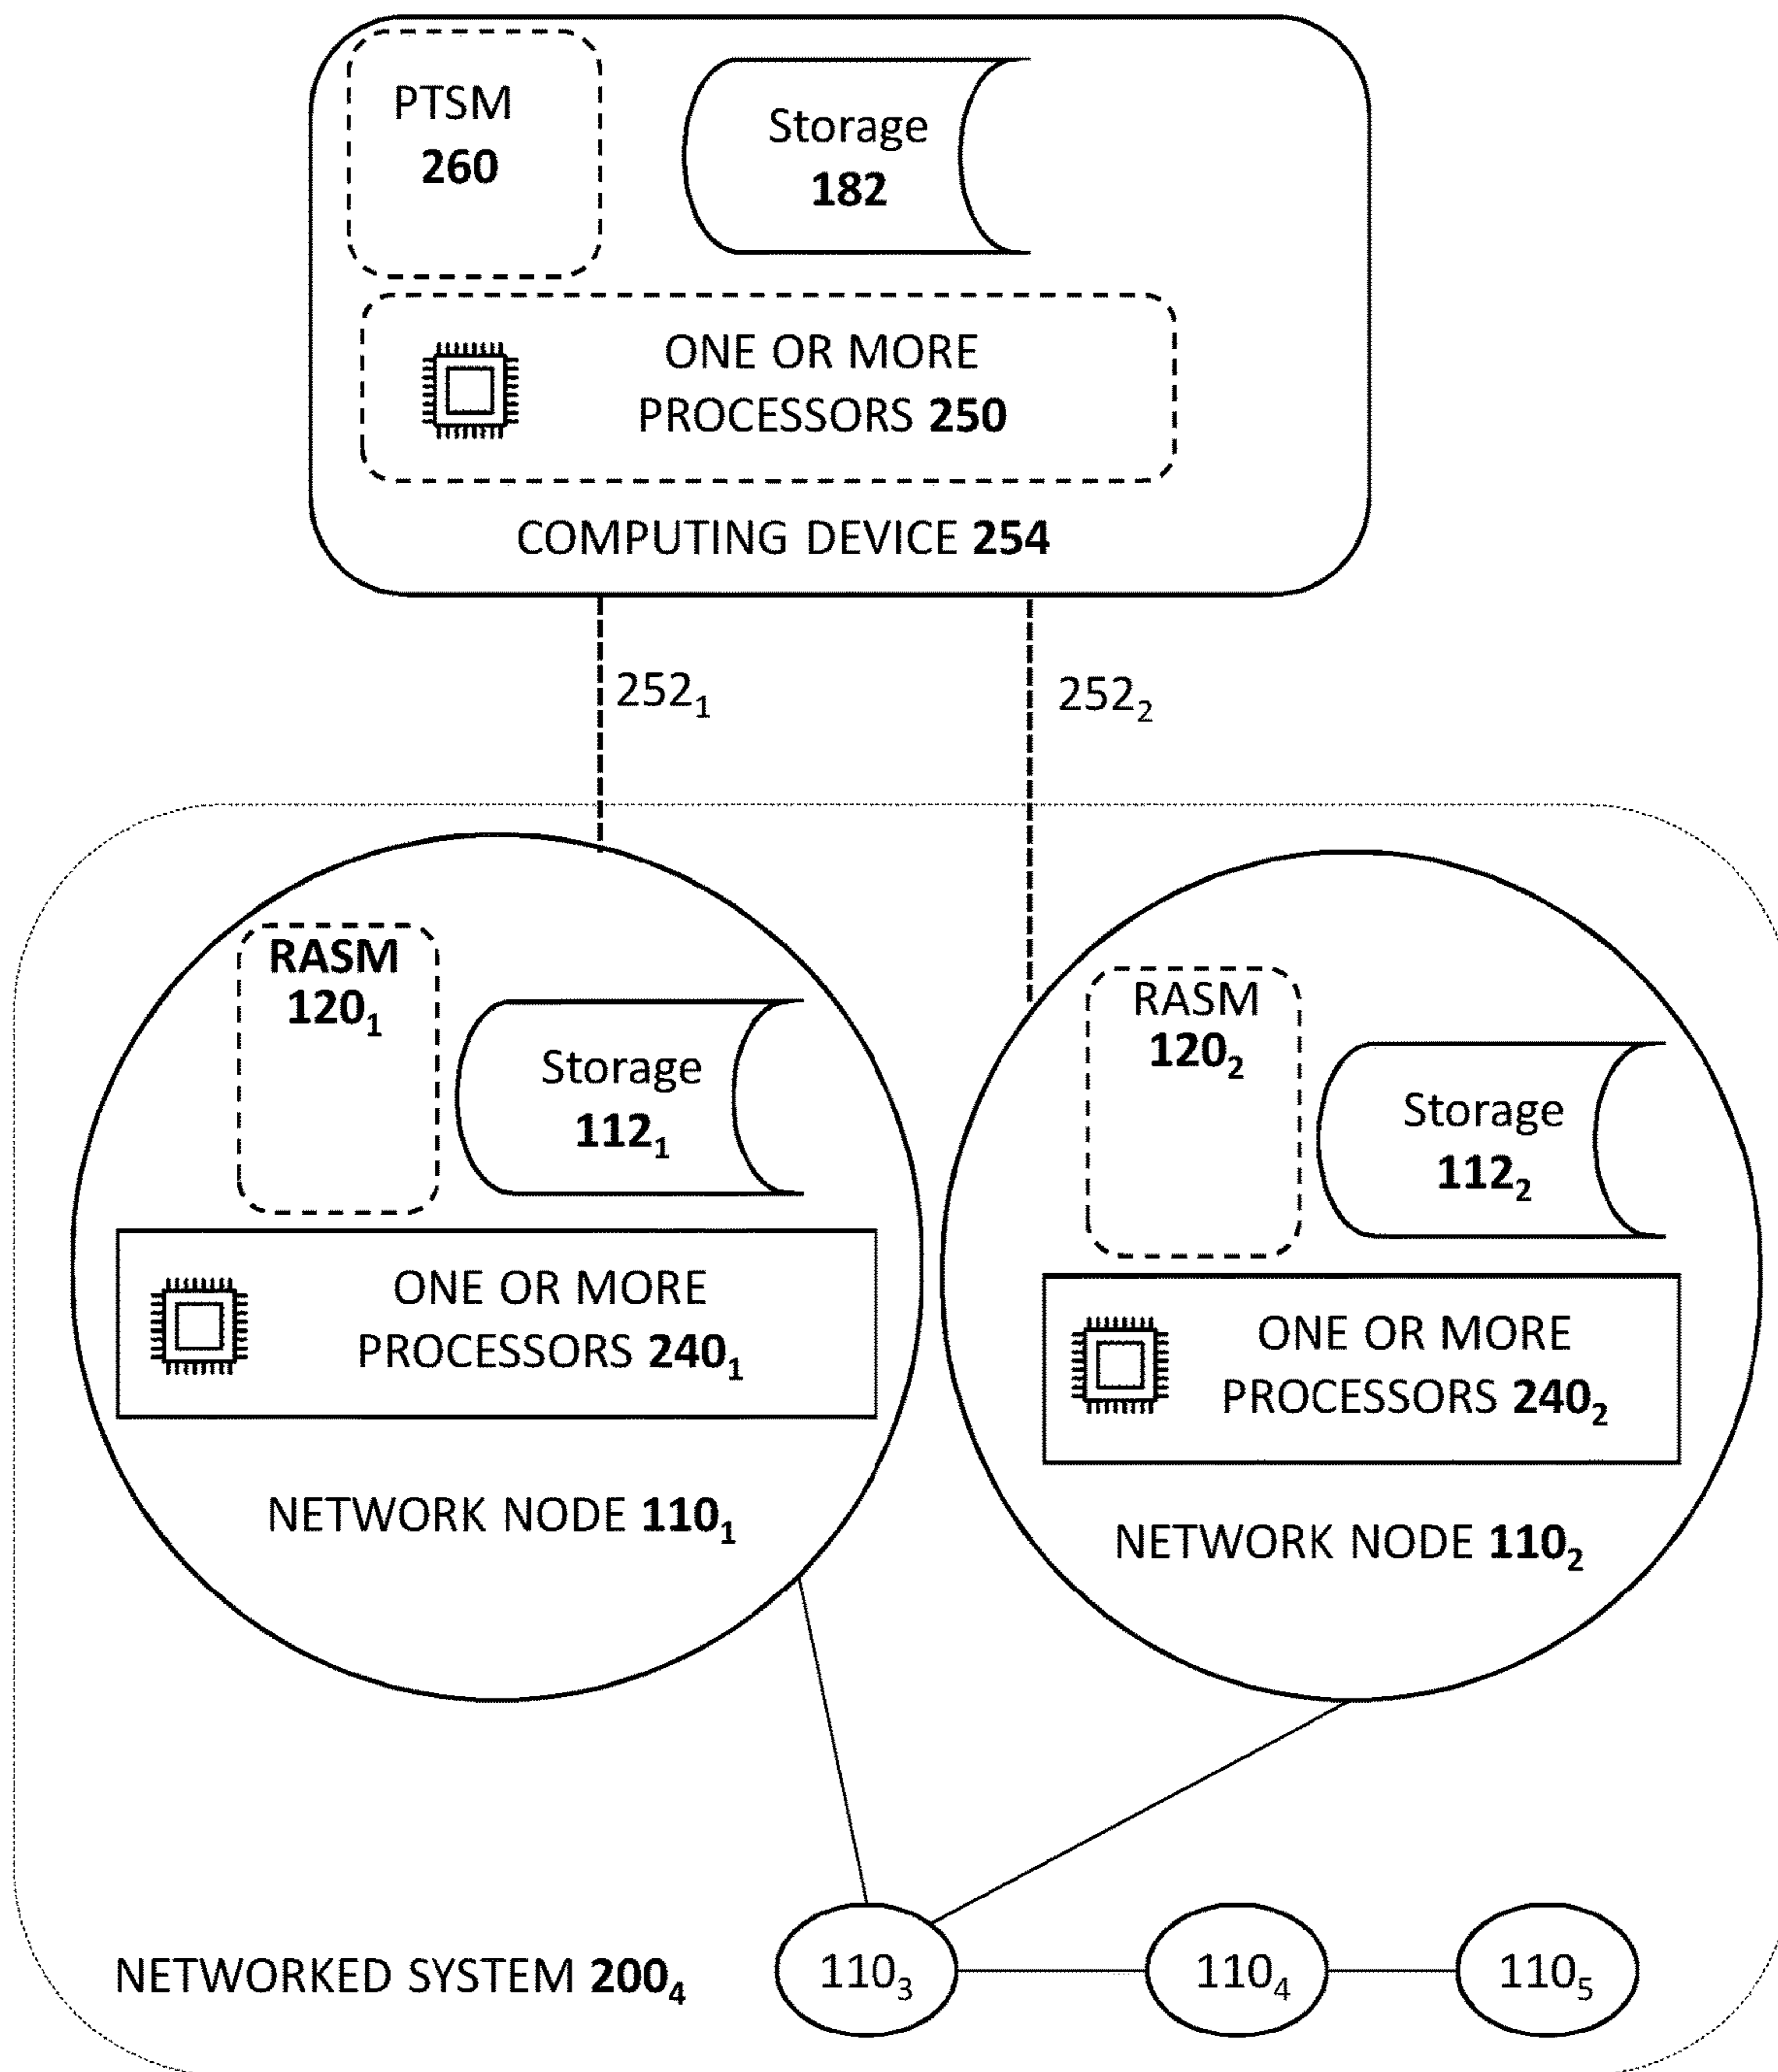 PTSM
260
Storage
182
ONE OR MORE
PROCESSORS 250
COMPUTING DEVICE 254
252₁
252₂
RASM
120₁
Storage
112₁
ONE OR MORE
PROCESSORS 240₁
NETWORK NODE 110₁
RASM
120₂
Storage
112₂
ONE OR MORE
PROCESSORS 240₂
NETWORK NODE 110₂
NETWORKED SYSTEM 200₄
110₃
110₄
110₅